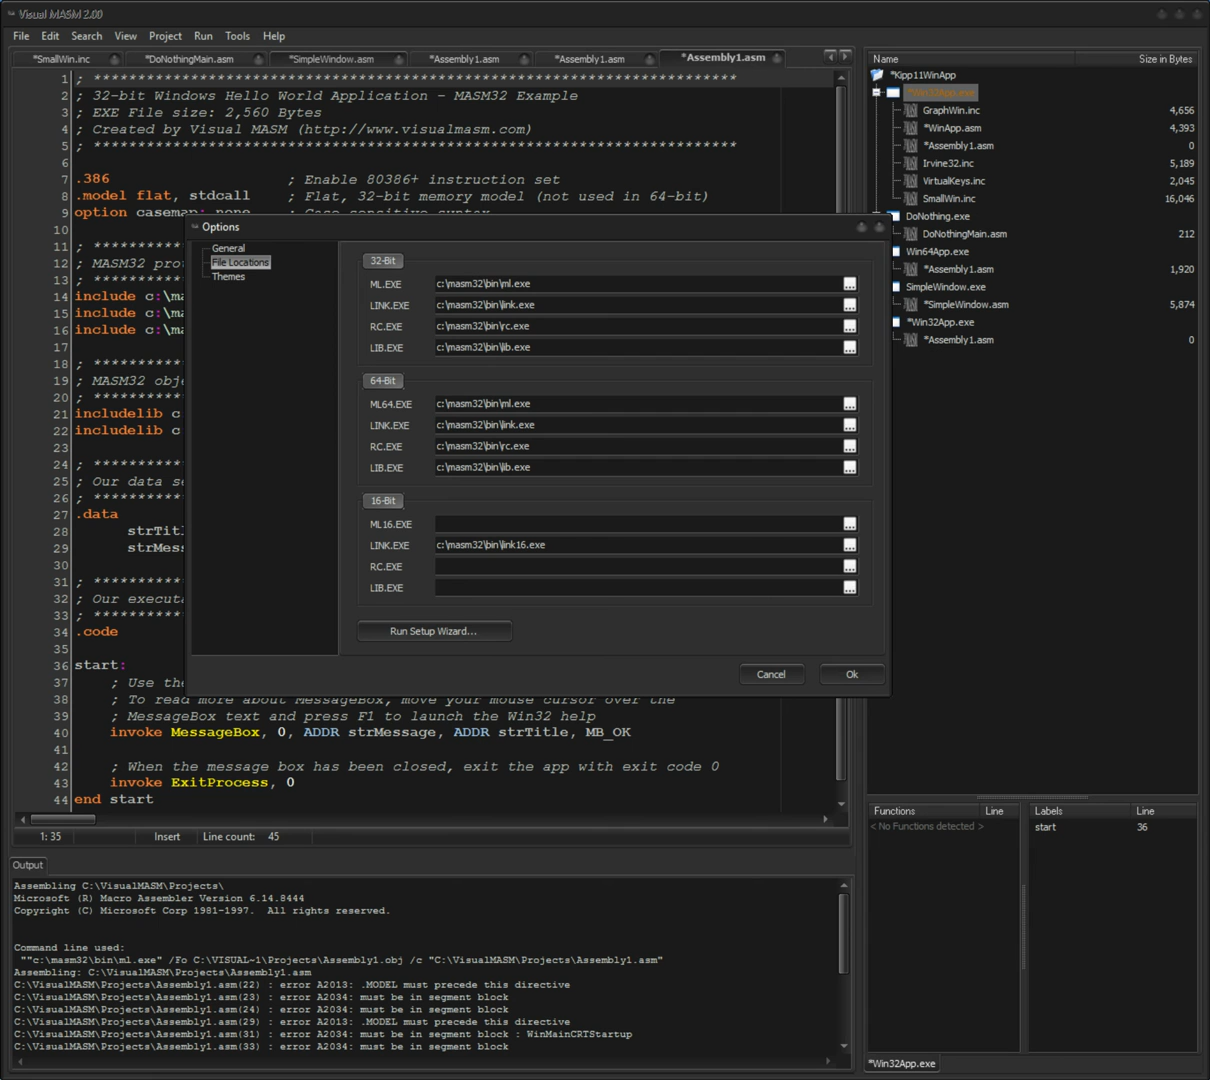 Visual MASM 2.00
File Edit Search View Project Run Tools Help
*SmallWin.inc *DoNothingMain.asm *SimpleWindow.asm *Assembly1.asm *Assembly1.asm *Assembly1.asm
1 ; *************************************************************************
2 ; 32-bit Windows Hello World Application - MASM32 Example
3 ; EXE File size: 2,560 Bytes
4 ; Created by Visual MASM (http://www.visualmasm.com)
5 ; *************************************************************************
6
7 .386 ; Enable 80386+ instruction set
8 .model flat, stdcall ; Flat, 32-bit memory model (not used in 64-bit)
9 option casemap: none ; Case sensitive syntax
10
11 ; ************
12 ; MASM32 pro
13 ; ************
14 include c:\ma
15 include c:\ma
16 include c:\ma
17
18 ; ************
19 ; MASM32 obj
20 ; ************
21 includelib c
22 includelib c
23
24 ; ************
25 ; Our data se
26 ; ************
27 .data
28 strTitl
29 strMess
30
31 ; ************
32 ; Our executa
33 ; ************
34 .code
35
36 start:
37 ; Use the
38 ; To read more about MessageBox, move your mouse cursor over the
39 ; MessageBox text and press F1 to launch the Win32 help
40 invoke MessageBox, 0, ADDR strMessage, ADDR strTitle, MB_OK
41
42 ; When the message box has been closed, exit the app with exit code 0
43 invoke ExitProcess, 0
44 end start
1: 35 Insert Line count: 45
Options
General
File Locations
Themes
32-Bit
ML.EXE c:\masm32\bin\ml.exe ...
LINK.EXE c:\masm32\bin\link.exe ...
RC.EXE c:\masm32\bin\rc.exe ...
LIB.EXE c:\masm32\bin\lib.exe ...
64-Bit
ML64.EXE c:\masm32\bin\ml.exe ...
LINK.EXE c:\masm32\bin\link.exe ...
RC.EXE c:\masm32\bin\rc.exe ...
LIB.EXE c:\masm32\bin\lib.exe ...
16-Bit
ML16.EXE ...
LINK.EXE c:\masm32\bin\link16.exe ...
RC.EXE ...
LIB.EXE ...
Run Setup Wizard...
Cancel Ok
Name Size in Bytes
*Kipp11WinApp
*Win32App.exe
GraphWin.inc 4,656
*WinApp.asm 4,393
*Assembly1.asm 0
Irvine32.inc 5,189
VirtualKeys.inc 2,045
SmallWin.inc 16,046
DoNothing.exe
DoNothingMain.asm 212
Win64App.exe
*Assembly1.asm 1,920
SimpleWindow.exe
*SimpleWindow.asm 5,874
*Win32App.exe
*Assembly1.asm 0
Functions Line
< No Functions detected >
Labels Line
start 36
*Win32App.exe
Output
Assembling C:\VisualMASM\Projects\
Microsoft (R) Macro Assembler Version 6.14.8444
Copyright (C) Microsoft Corp 1981-1997. All rights reserved.
Command line used:
""c:\masm32\bin\ml.exe" /Fo C:\VISUAL~1\Projects\Assembly1.obj /c "C:\VisualMASM\Projects\Assembly1.asm"
Assembling: C:\VisualMASM\Projects\Assembly1.asm
C:\VisualMASM\Projects\Assembly1.asm(22) : error A2013: .MODEL must precede this directive
C:\VisualMASM\Projects\Assembly1.asm(23) : error A2034: must be in segment block
C:\VisualMASM\Projects\Assembly1.asm(24) : error A2034: must be in segment block
C:\VisualMASM\Projects\Assembly1.asm(29) : error A2013: .MODEL must precede this directive
C:\VisualMASM\Projects\Assembly1.asm(31) : error A2034: must be in segment block : WinMainCRTStartup
C:\VisualMASM\Projects\Assembly1.asm(33) : error A2034: must be in segment block